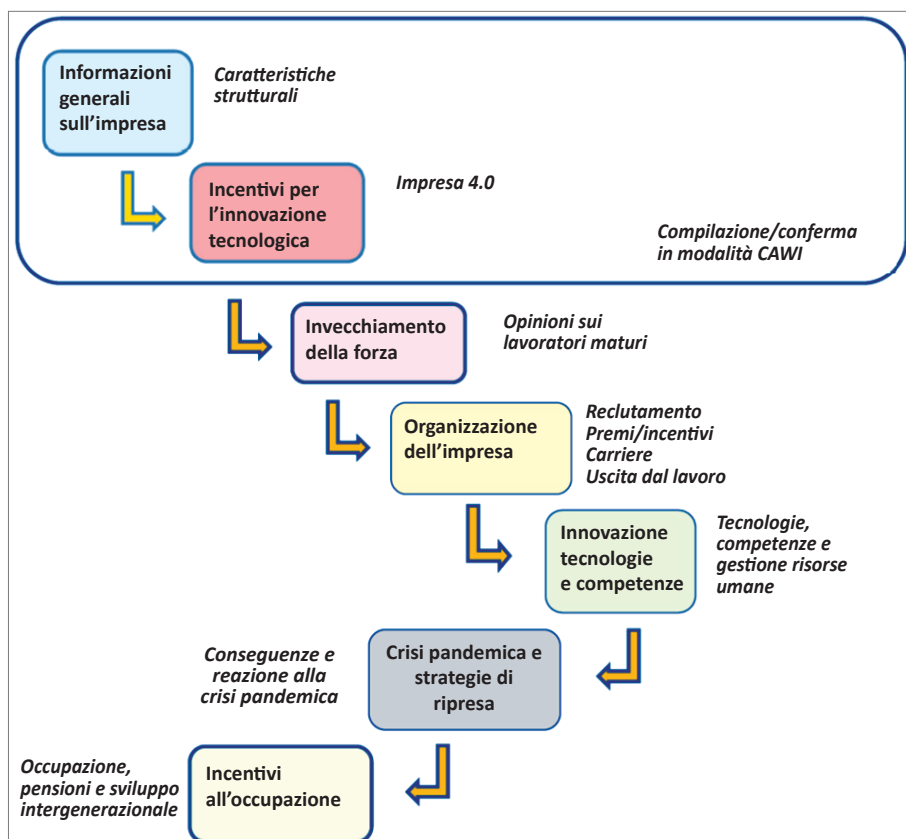 Informazioni
generali
sull’impresa
Caratteristiche
strutturali
Incentivi per
l’innovazione
tecnologica
Impresa 4.0
Compilazione/conferma
in modalità CAWI
Invecchiamento
della forza
Opinioni sui
lavoratori maturi
Organizzazione
dell’impresa
Reclutamento
Premi/incentivi
Carriere
Uscita dal lavoro
Innovazione
tecnologie
e competenze
Tecnologie,
competenze e
gestione risorse
umane
Conseguenze e
reazione alla
crisi pandemica
Crisi pandemica e
strategie di
ripresa
Occupazione,
pensioni e sviluppo
intergenerazionale
Incentivi
all’occupazione